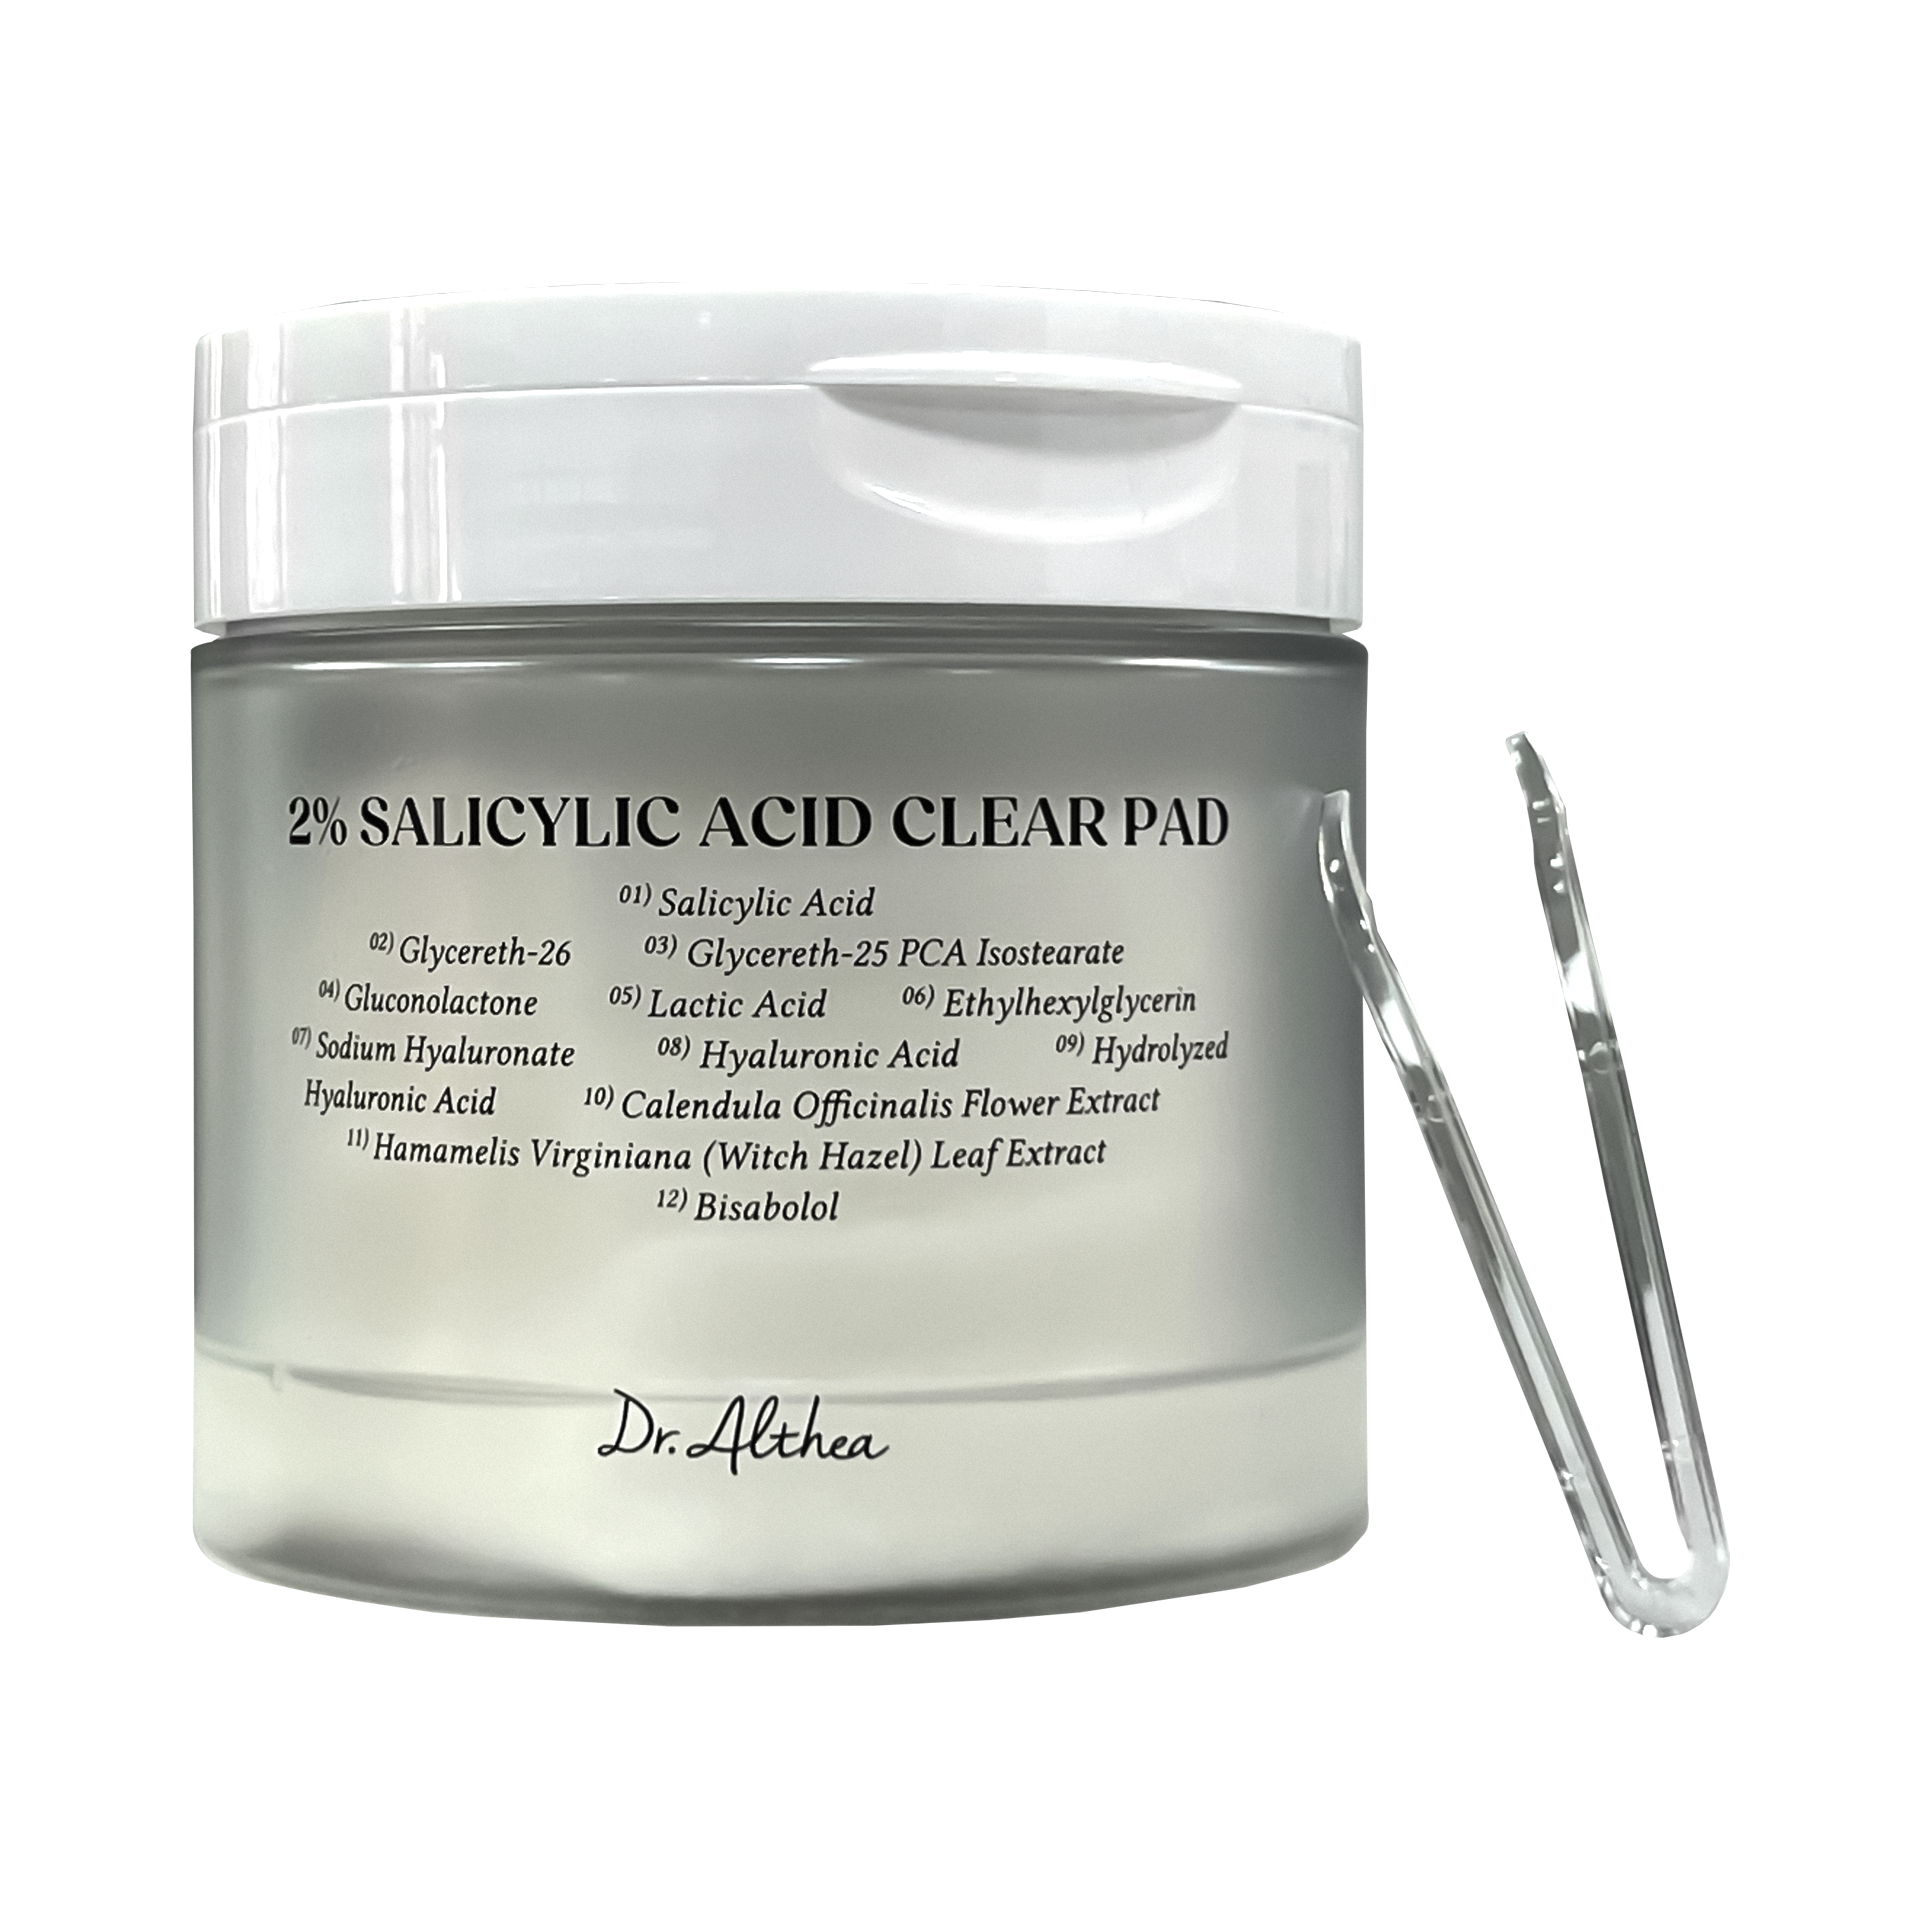 2% SALICYLIC ACID CLEAR PAD
01) Salicylic Acid
02) Glycereth-26 03) Glycereth-25 PCA Isostearate
04) Gluconolactone 05) Lactic Acid 06) Ethylhexylglycerin
07) Sodium Hyaluronate 08) Hyaluronic Acid 09) Hydrolyzed
Hyaluronic Acid 10) Calendula Officinalis Flower Extract
11) Hamamelis Virginiana (Witch Hazel) Leaf Extract
12) Bisabolol
Dr. Althea